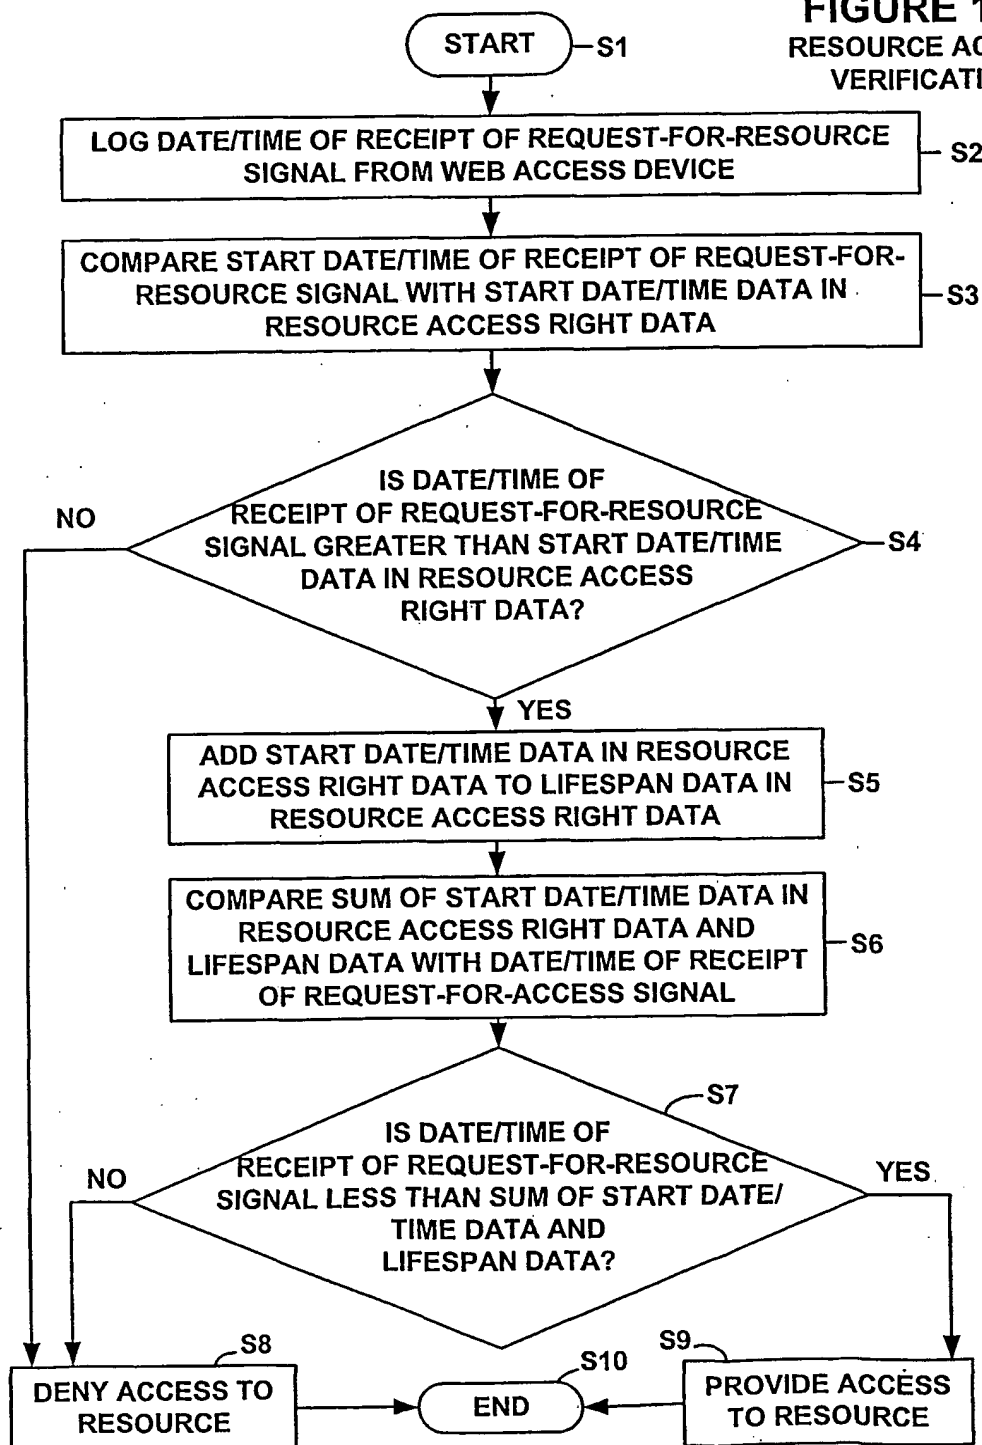 FIGURE 1
RESOURCE AC
VERIFICATI
START
S1
LOG DATE/TIME OF RECEIPT OF REQUEST-FOR-RESOURCE
SIGNAL FROM WEB ACCESS DEVICE
S2
COMPARE START DATE/TIME OF RECEIPT OF REQUEST-FOR-
RESOURCE SIGNAL WITH START DATE/TIME DATA IN
RESOURCE ACCESS RIGHT DATA
S3
IS DATE/TIME OF
RECEIPT OF REQUEST-FOR-RESOURCE
SIGNAL GREATER THAN START DATE/TIME
DATA IN RESOURCE ACCESS
RIGHT DATA?
NO
S4
YES
ADD START DATE/TIME DATA IN RESOURCE
ACCESS RIGHT DATA TO LIFESPAN DATA IN
RESOURCE ACCESS RIGHT DATA
S5
COMPARE SUM OF START DATE/TIME DATA IN
RESOURCE ACCESS RIGHT DATA AND
LIFESPAN DATA WITH DATE/TIME OF RECEIPT
OF REQUEST-FOR-ACCESS SIGNAL
S6
S7
IS DATE/TIME OF
RECEIPT OF REQUEST-FOR-RESOURCE
SIGNAL LESS THAN SUM OF START DATE/
TIME DATA AND
LIFESPAN DATA?
NO
YES
S8
DENY ACCESS TO
RESOURCE
S10
END
S9
PROVIDE ACCESS
TO RESOURCE